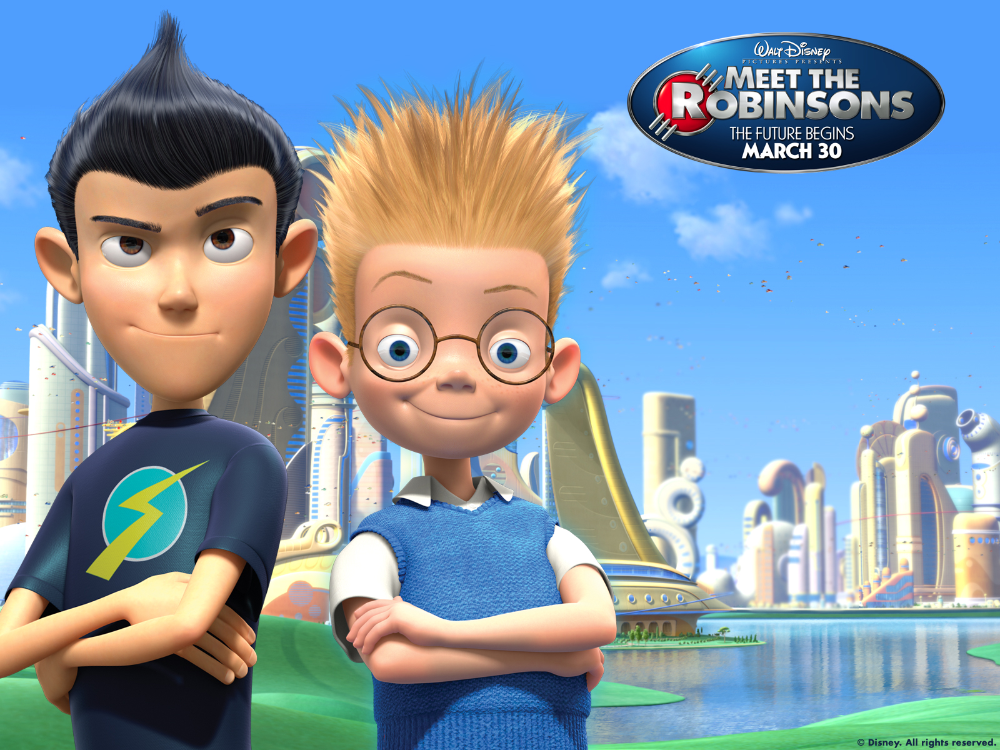 WALT DISNEY
PICTURES PRESENTS
MEET THE
ROBINSONS
THE FUTURE BEGINS
MARCH 30
© Disney. All rights reserved.